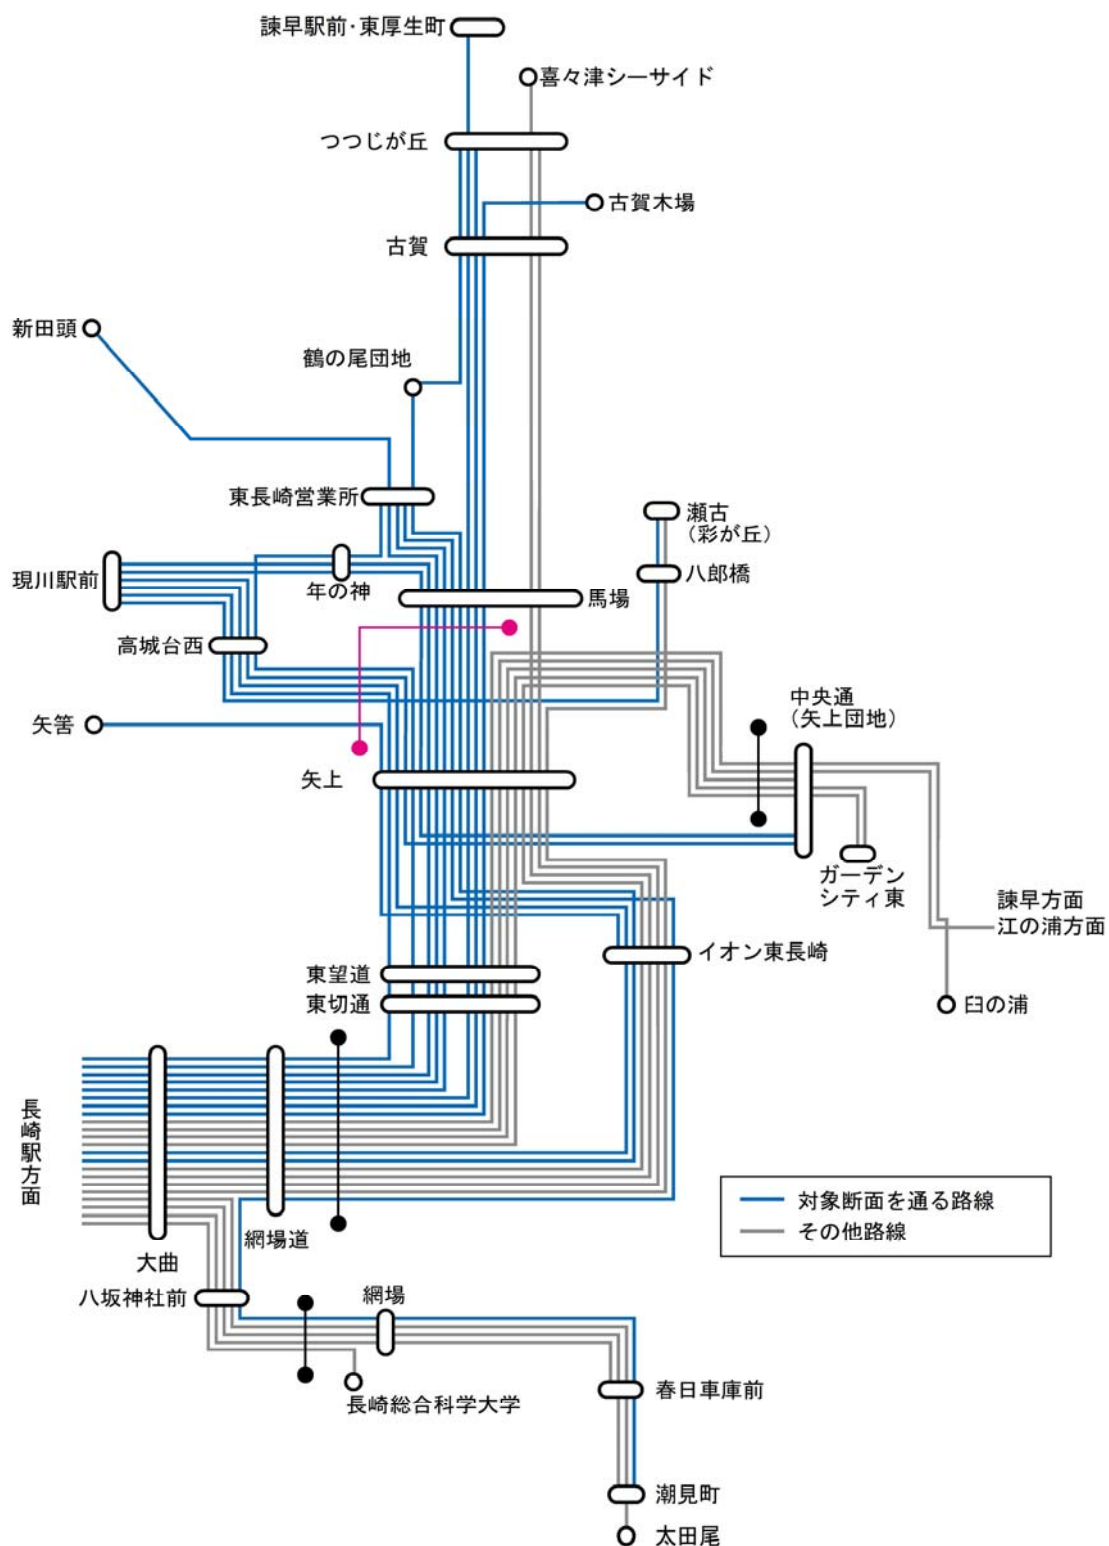 諫早駅前・東厚生町
喜々津シーサイド
つつじが丘
古賀木場
古賀
新田頭
鶴の尾団地
東長崎営業所
瀬古
（彩が丘）
八郎橋
現川駅前
年の神
馬場
高城台西
中央通
（矢上団地）
矢筈
矢上
ガーデン
シティ東
諫早方面
江の浦方面
イオン東長崎
東望道
東切通
臼の浦
長崎駅方面
対象断面を通る路線
その他路線
網場道
大曲
八坂神社前
網場
長崎総合科学大学
春日車庫前
潮見町
太田尾